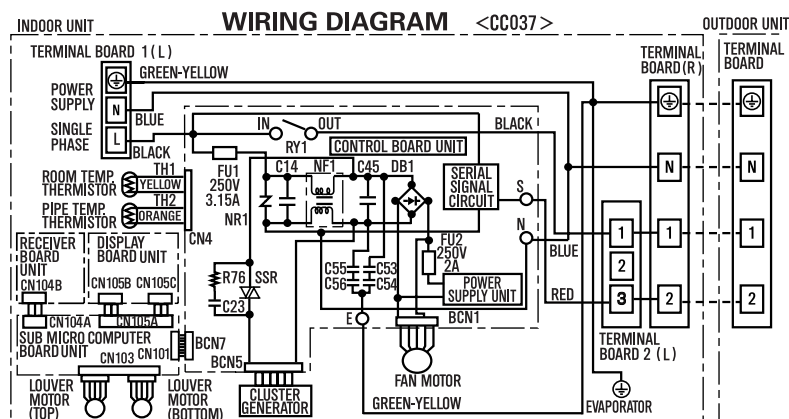 WIRING DIAGRAM <CC037>
INDOOR UNIT
OUTDOOR UNIT
TERMINAL BOARD 1 (L)
GREEN-YELLOW
POWER
SUPPLY
SINGLE
PHASE
N
L
BLUE
BLACK
TERMINAL
BOARD (R)
TERMINAL
BOARD
IN
OUT
RY1
BLACK
CONTROL BOARD UNIT
ROOM TEMP.
THERMISTOR
TH1
YELLOW
PIPE TEMP.
THERMISTOR
TH2
ORANGE
CN4
FU1
250V
3.15A
C14
NF1
C45
DB1
NR1
SERIAL
SIGNAL
CIRCUIT
S
N
BLUE
RED
N
N
1
2
3
1
2
1
2
TERMINAL
BOARD 2 (L)
RECEIVER
BOARD
UNIT
CN104B
DISPLAY
BOARD UNIT
CN105B
CN105C
R76
SSR
C23
C55
C56
C53
C54
FU2
250V
2A
POWER
SUPPLY UNIT
E
BCN1
CN104A
CN105A
SUB MICRO COMPUTER
BOARD UNIT
CN101
BCN7
CN103
BCN5
LOUVER
MOTOR
(TOP)
LOUVER
MOTOR
(BOTTOM)
CLUSTER
GENERATOR
FAN MOTOR
GREEN-YELLOW
EVAPORATOR